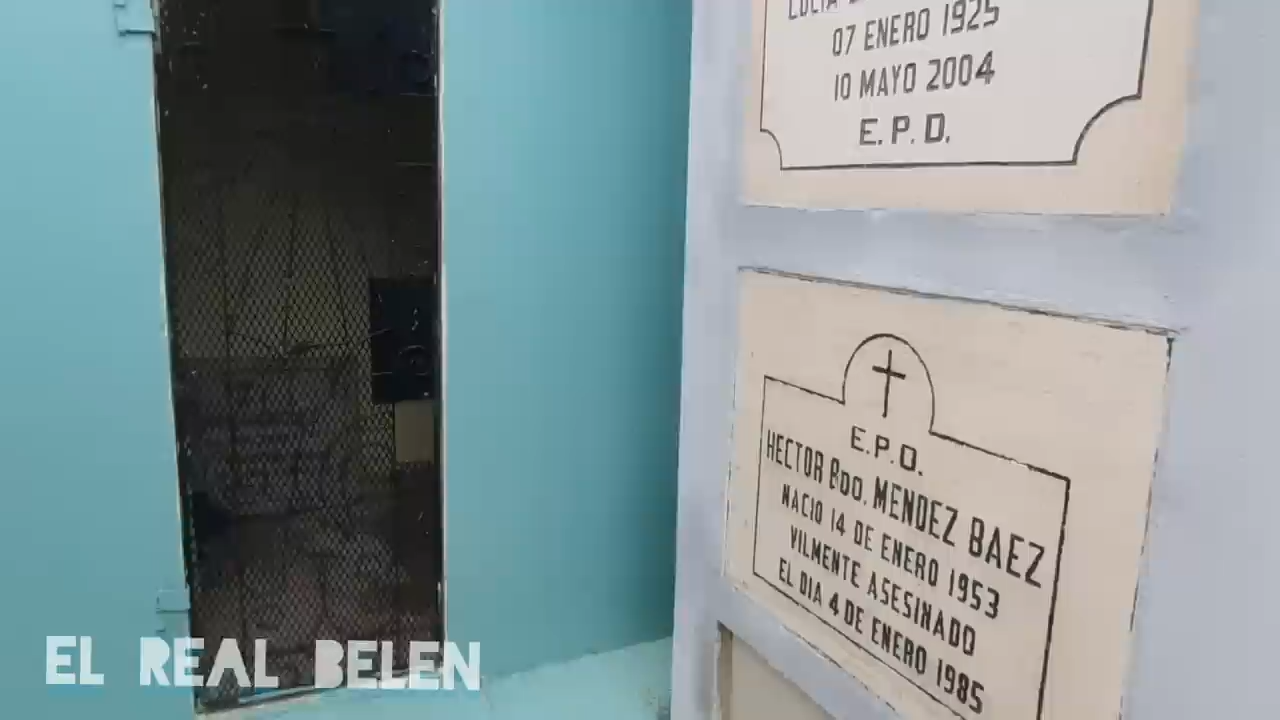 07 ENERO 1925
10 MAYO 2004
E. P. D.
E.P.D.
HECTOR BDO. MENDEZ BAEZ
NACIO 14 DE ENERO 1953
VILMENTE ASESINADO
EL DIA 4 DE ENERO 1985
EL REAL BELEN